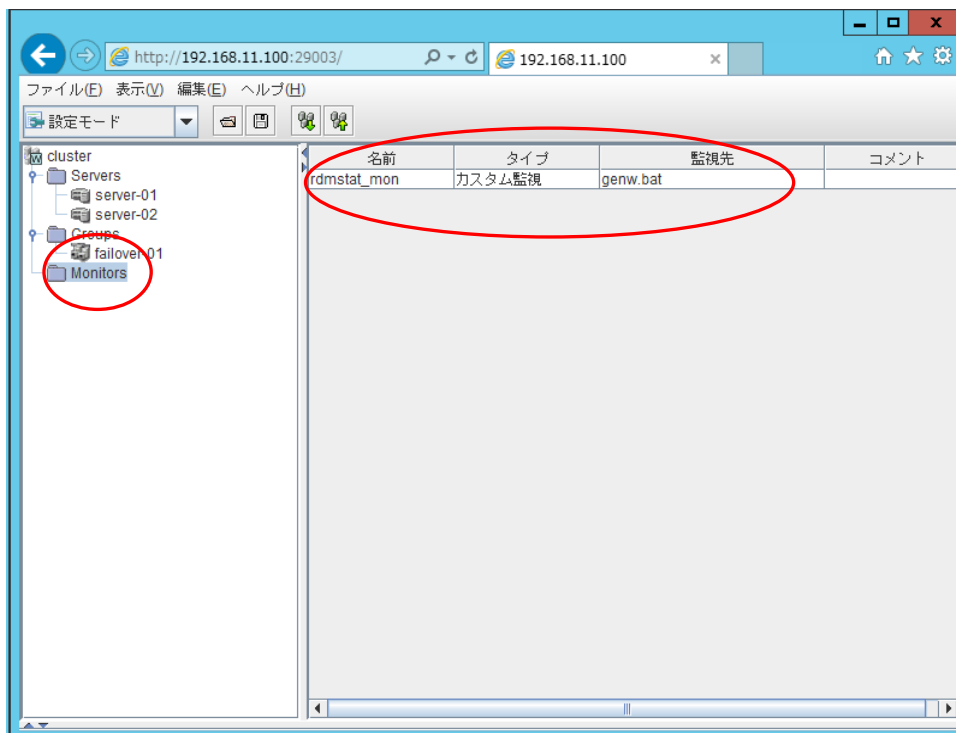 http://192.168.11.100:29003/
192.168.11.100
ファイル(F) 表示(V) 編集(E) ヘルプ(H)
設定モード
cluster
Servers
server-01
server-02
Groups
failover-01
Monitors
名前 タイプ 監視先 コメント
rdmstat_mon カスタム監視 genw.bat